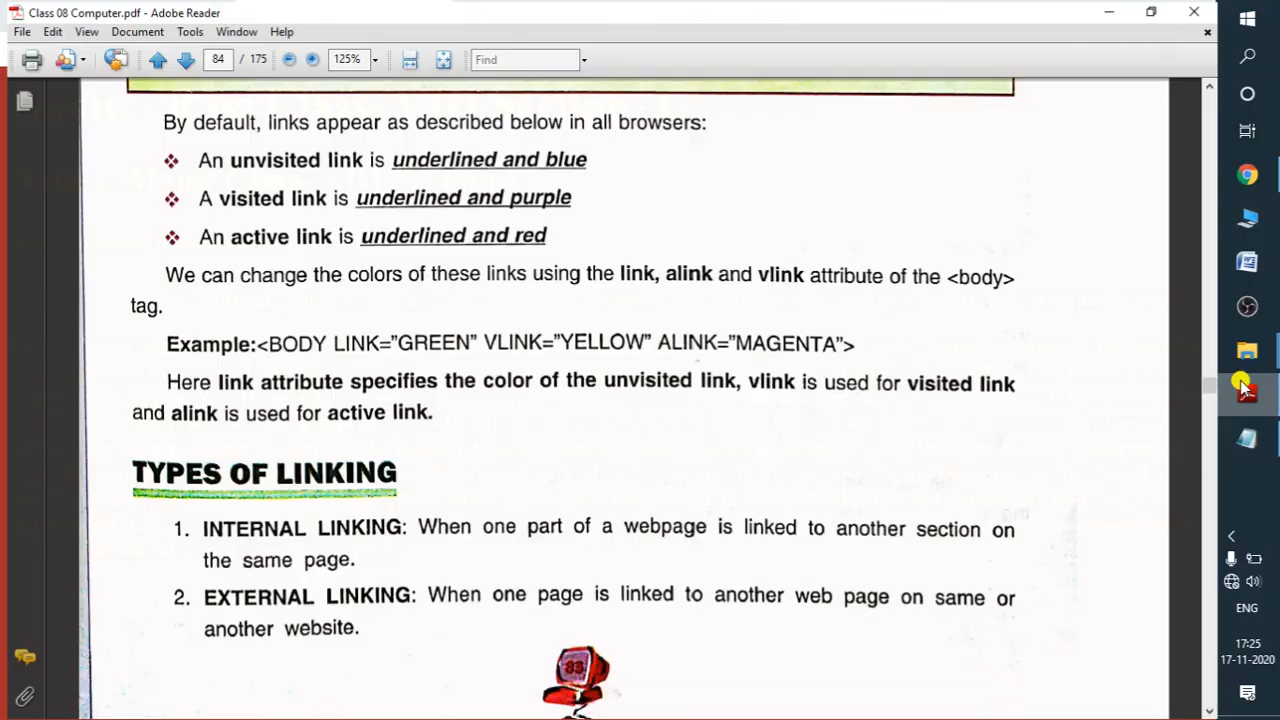 Class 08 Computer.pdf - Adobe Reader
File Edit View Document Tools Window Help
84 / 175 125% Find
By default, links appear as described below in all browsers:
❖ An unvisited link is underlined and blue
❖ A visited link is underlined and purple
❖ An active link is underlined and red
We can change the colors of these links using the link, alink and vlink attribute of the <body>
tag.
Example:<BODY LINK="GREEN" VLINK="YELLOW" ALINK="MAGENTA">
Here link attribute specifies the color of the unvisited link, vlink is used for visited link
and alink is used for active link.
TYPES OF LINKING
1. INTERNAL LINKING: When one part of a webpage is linked to another section on
the same page.
2. EXTERNAL LINKING: When one page is linked to another web page on same or
another website.
83
ENG
17:25
17-11-2020